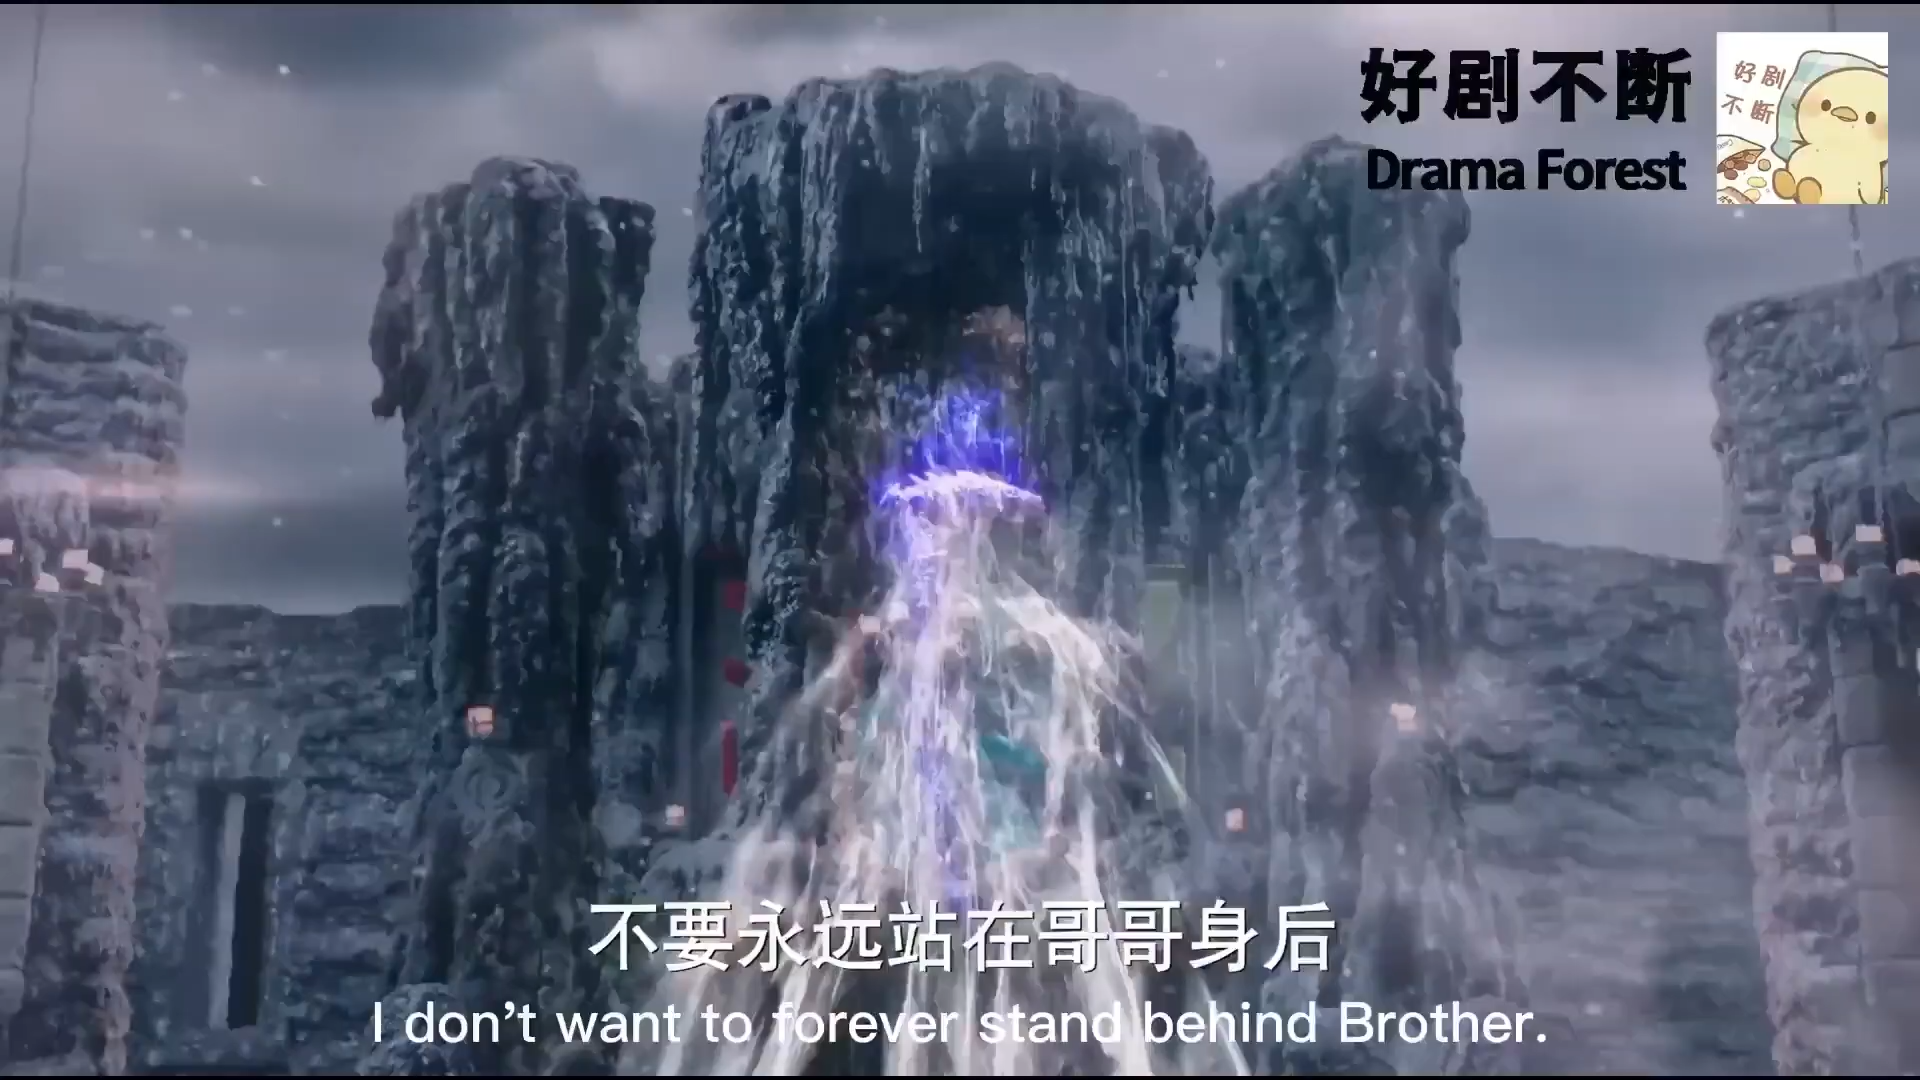 好剧不断
Drama Forest
好剧
不断
不要永远站在哥哥身后
I don't want to forever stand behind Brother.